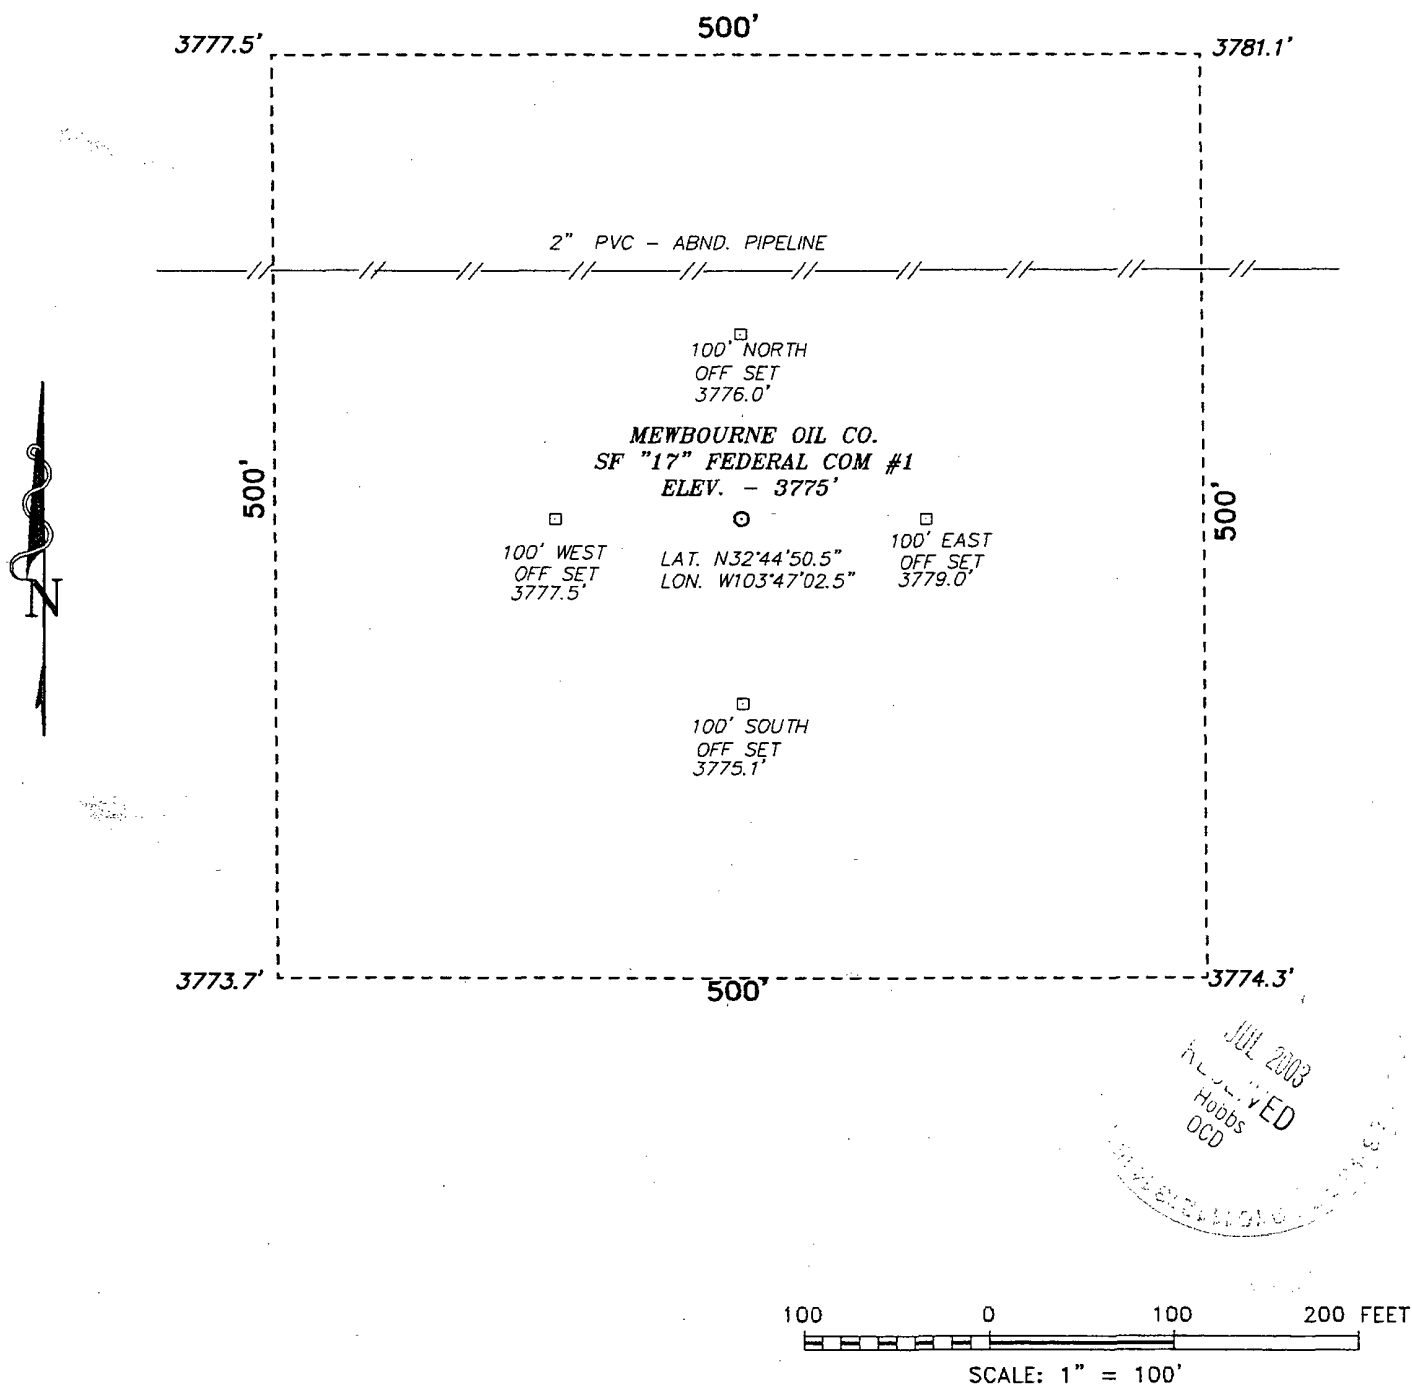 500'
3777.5'
3781.1'
2" PVC - ABND. PIPELINE
100' NORTH
OFF SET
3776.0'
MEWBOURNE OIL CO.
SF "17" FEDERAL COM #1
ELEV. - 3775'
500'
500'
100' WEST
OFF SET
3777.5'
LAT. N32°44'50.5"
LON. W103°47'02.5"
100' EAST
OFF SET
3779.0'
N
100' SOUTH
OFF SET
3775.1'
3773.7'
500'
3774.3'
JUL 2003
Hobbs
OCD
100 0 100 200 FEET
SCALE: 1" = 100'